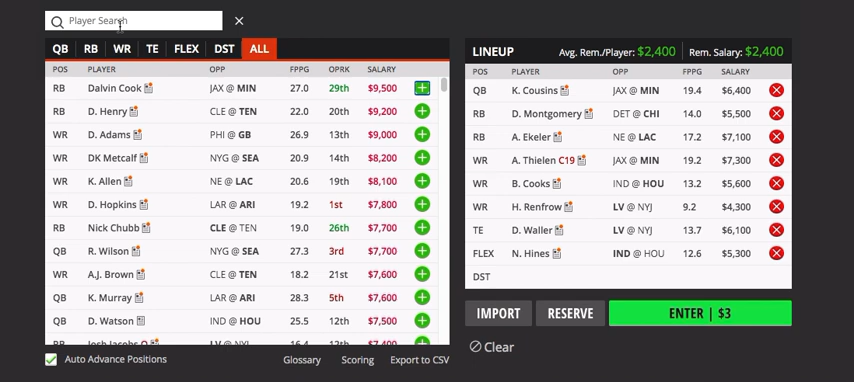 Player Search
QB RB WR TE FLEX DST ALL
POS PLAYER OPP FPPG OPRK SALARY
RB Dalvin Cook JAX @ MIN 27.0 29th $9,500
RB D. Henry CLE @ TEN 22.0 20th $9,200
WR D. Adams PHI @ GB 26.9 13th $9,000
WR DK Metcalf NYG @ SEA 20.9 14th $8,200
WR K. Allen NE @ LAC 20.6 19th $8,100
WR D. Hopkins LAR @ ARI 19.2 1st $7,800
RB Nick Chubb CLE @ TEN 19.0 26th $7,700
QB R. Wilson NYG @ SEA 27.3 3rd $7,700
WR A.J. Brown CLE @ TEN 18.2 21st $7,600
QB K. Murray LAR @ ARI 28.3 5th $7,600
QB D. Watson IND @ HOU 25.5 12th $7,500
RB Josh Jacobs Q LV @ NYJ 16.4 12th $7,400
Auto Advance Positions Glossary Scoring Export to CSV
LINEUP Avg. Rem./Player: $2,400 Rem. Salary: $2,400
POS PLAYER OPP FPPG SALARY
QB K. Cousins JAX @ MIN 19.4 $6,400
RB D. Montgomery DET @ CHI 14.0 $5,500
RB A. Ekeler NE @ LAC 17.2 $7,100
WR A. Thielen C19 JAX @ MIN 19.2 $7,300
WR B. Cooks IND @ HOU 13.2 $5,600
WR H. Renfrow LV @ NYJ 9.2 $4,300
TE D. Waller LV @ NYJ 13.7 $6,100
FLEX N. Hines IND @ HOU 12.6 $5,300
DST
IMPORT RESERVE ENTER | $3
Clear